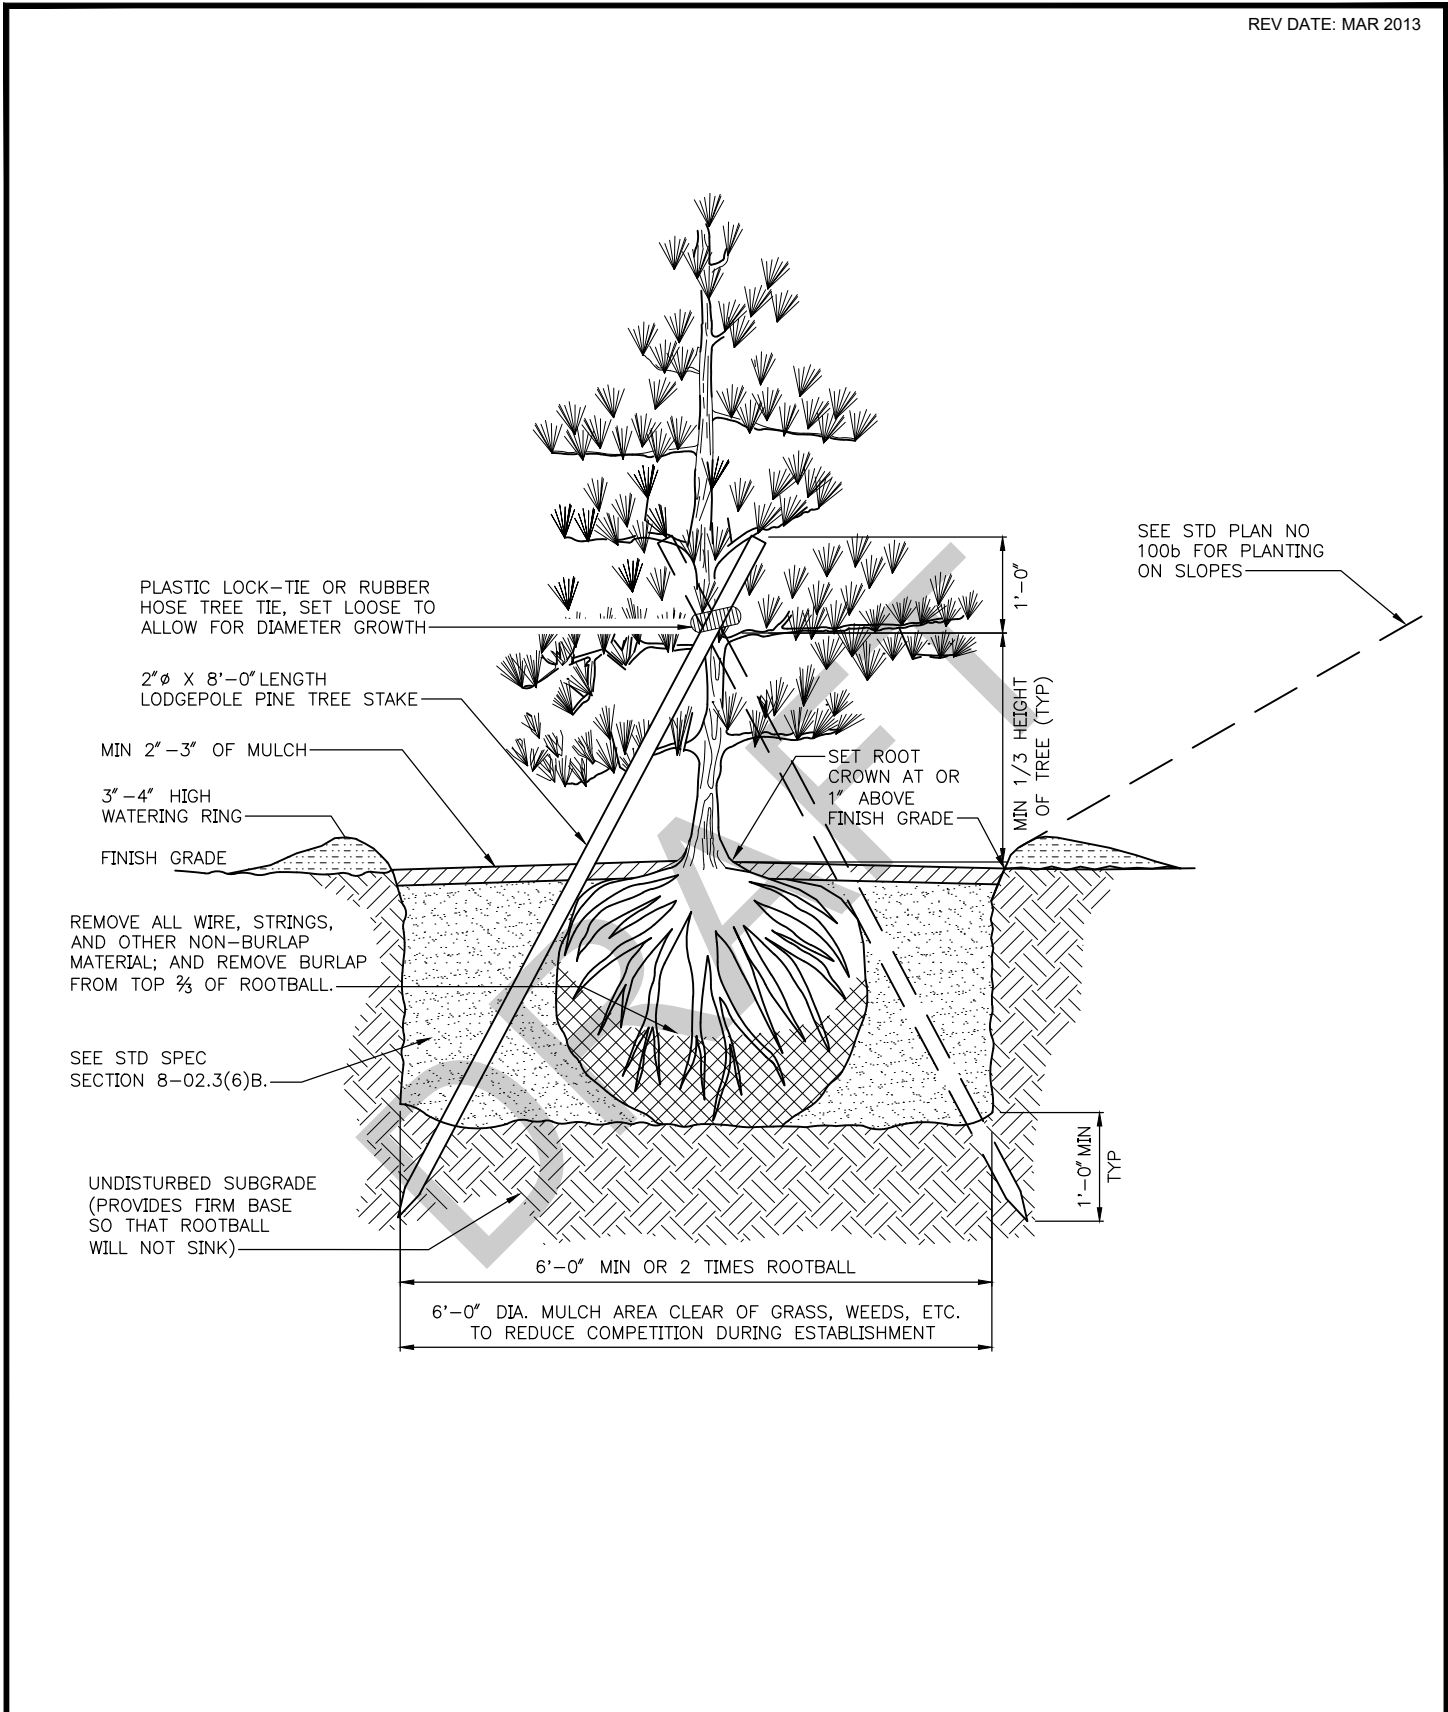 REV DATE: MAR 2013
SEE STD PLAN NO
100b FOR PLANTING
ON SLOPES
1'-0"
PLASTIC LOCK-TIE OR RUBBER
HOSE TREE TIE, SET LOOSE TO
ALLOW FOR DIAMETER GROWTH
2"ø X 8'-0" LENGTH
LODGEPOLE PINE TREE STAKE
MIN 1/3 HEIGHT
OF TREE (TYP)
MIN 2"-3" OF MULCH
SET ROOT
CROWN AT OR
1" ABOVE
FINISH GRADE
3"-4" HIGH
WATERING RING
FINISH GRADE
REMOVE ALL WIRE, STRINGS,
AND OTHER NON-BURLAP
MATERIAL; AND REMOVE BURLAP
FROM TOP ⅔ OF ROOTBALL.
SEE STD SPEC
SECTION 8-02.3(6)B.
DRAFT
1'-0" MIN
TYP
UNDISTURBED SUBGRADE
(PROVIDES FIRM BASE
SO THAT ROOTBALL
WILL NOT SINK)
6'-0" MIN OR 2 TIMES ROOTBALL
6'-0" DIA. MULCH AREA CLEAR OF GRASS, WEEDS, ETC.
TO REDUCE COMPETITION DURING ESTABLISHMENT